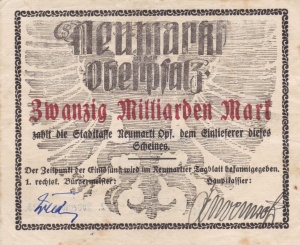 Neumarkt
Oberpfalz
Zwanzig Milliarden Mark
zahlt die Stadtkasse Neumarkt Opf. dem Einlieferer dieses
Scheines.
Der Zeitpunkt der Einlösung wird im Neumarkter Tagblatt bekanntgegeben.
1. rechtsk. Bürgermeister: Hauptkassier: